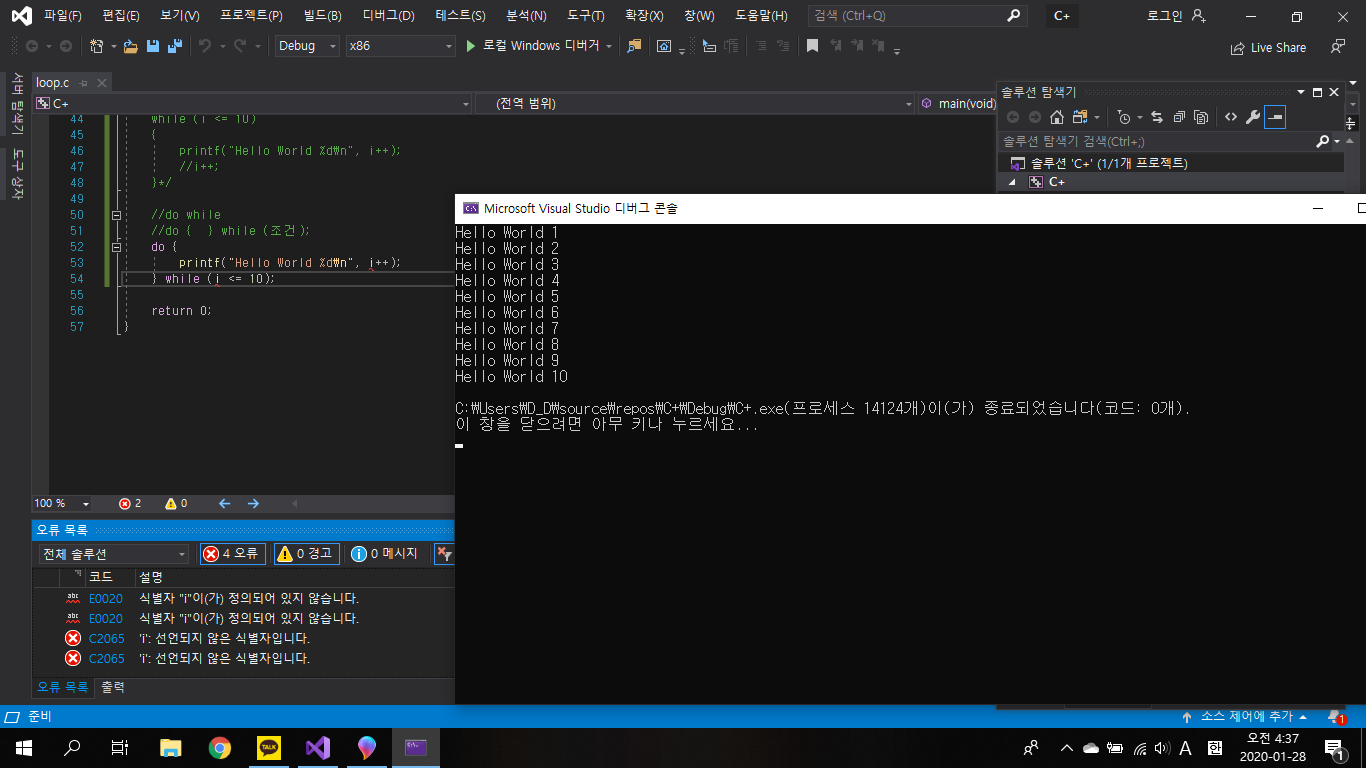 파일(F) 편집(E) 보기(V) 프로젝트(P) 빌드(B) 디버그(D) 테스트(S) 분석(N) 도구(T) 확장(X) 창(W) 도움말(H) 검색 (Ctrl+Q) C+ 로그인
Debug x86 로컬 Windows 디버거 Live Share
서버 탐색기
도구 상자
loop.c
C+ (전역 범위) main(void)
44 while (i <= 10)
45 {
46 printf("Hello World %d₩n", i++);
47 //i++;
48 }*/
49
50 //do while
51 //do { } while (조건);
52 do {
53 printf("Hello World %d₩n", i++);
54 } while (i <= 10);
55
56 return 0;
57 }
솔루션 탐색기
솔루션 탐색기 검색(Ctrl+;)
솔루션 'C+' (1/1개 프로젝트)
C+
Microsoft Visual Studio 디버그 콘솔
Hello World 1
Hello World 2
Hello World 3
Hello World 4
Hello World 5
Hello World 6
Hello World 7
Hello World 8
Hello World 9
Hello World 10
C:₩Users₩D_D₩source₩repos₩C+₩Debug₩C+.exe(프로세스 14124개)이(가) 종료되었습니다(코드: 0개).
이 창을 닫으려면 아무 키나 누르세요...
100 % 2 0
오류 목록
전체 솔루션 4 오류 0 경고 0 메시지
코드 설명
abc E0020 식별자 "i"이(가) 정의되어 있지 않습니다.
abc E0020 식별자 "i"이(가) 정의되어 있지 않습니다.
C2065 'i': 선언되지 않은 식별자입니다.
C2065 'i': 선언되지 않은 식별자입니다.
오류 목록 출력
준비 소스 제어에 추가 1
TALK C:\. A 한 오전 4:37
2020-01-28 1